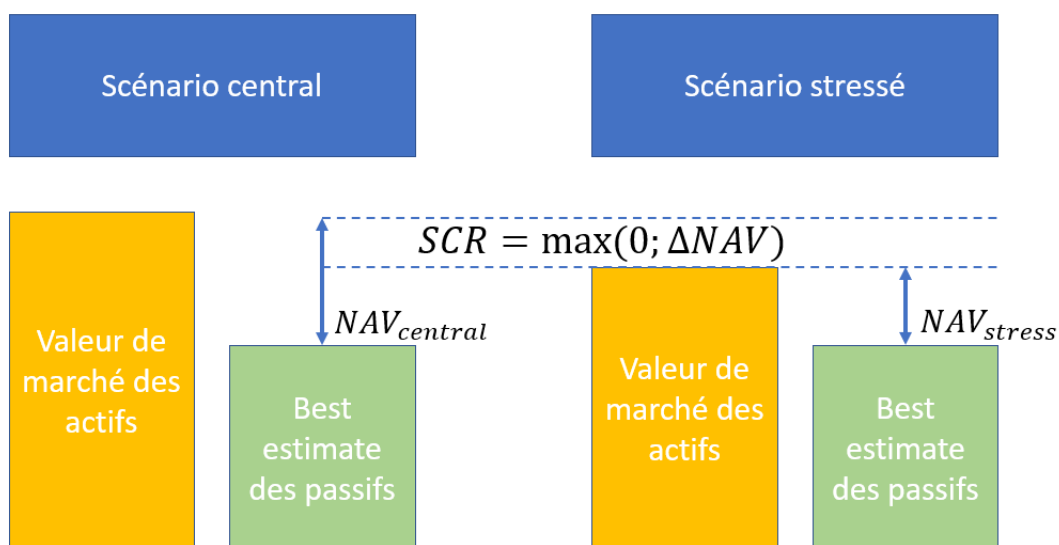 Scénario central
Scénario stressé
SCR = max(0; ΔNAV)
NAV_central
NAV_stress
Valeur de
marché des
actifs
Best
estimate
des passifs
Valeur de
marché des
actifs
Best
estimate
des passifs